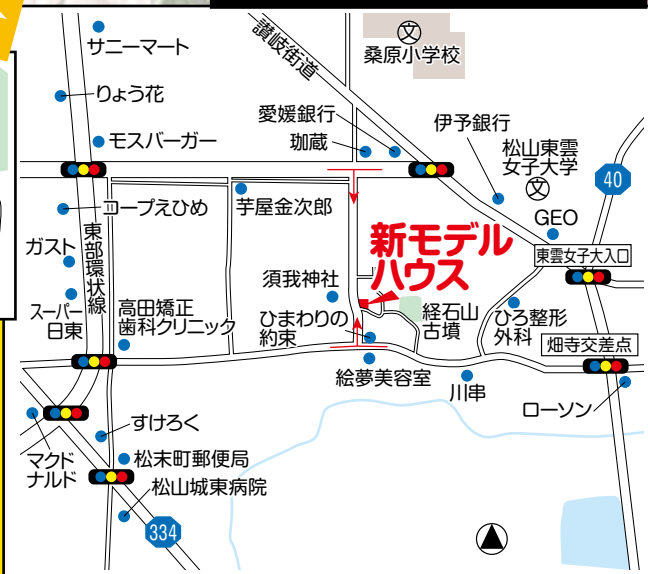 サニーマート
讃岐街道
文
桑原小学校
りょう花
愛媛銀行
伊予銀行
モスバーガー
珈蔵
松山東雲
女子大学
文
40
コープえひめ
芋屋金次郎
GEO
東部環状線
新モデル
ハウス
東雲女子大入口
ガスト
須我神社
スーパー
日東
高田矯正
歯科クリニック
ひまわりの
約束
経石山
古墳
ひろ整形
外科
畑寺交差点
絵夢美容室
川串
ローソン
すけろく
マクド
ナルド
松末町郵便局
松山城東病院
334